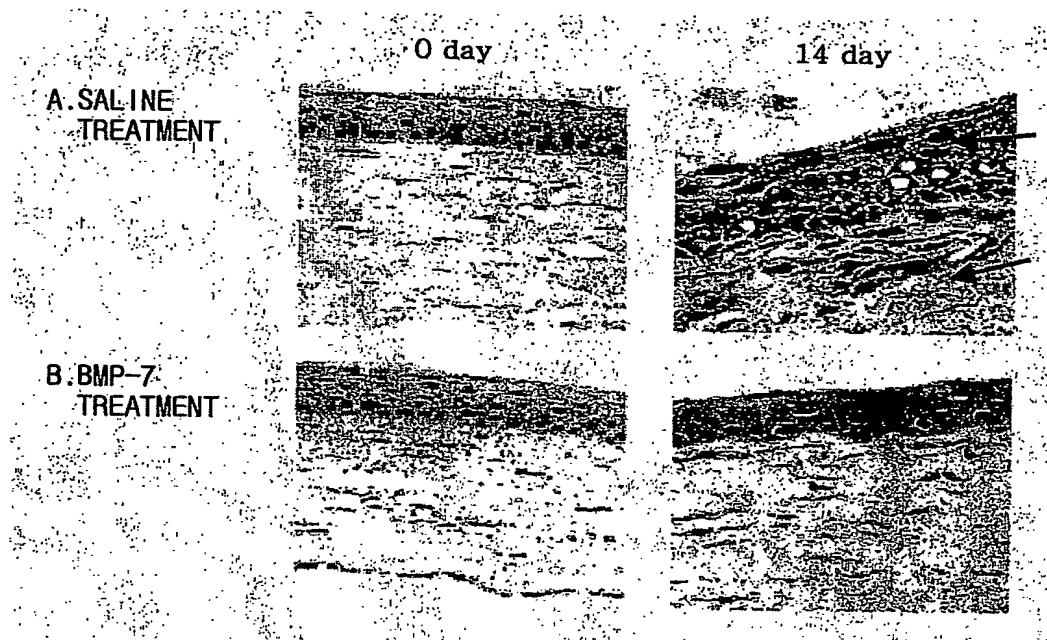 0 day
14 day
A.SALINE
TREATMENT
B.BMP-7
TREATMENT